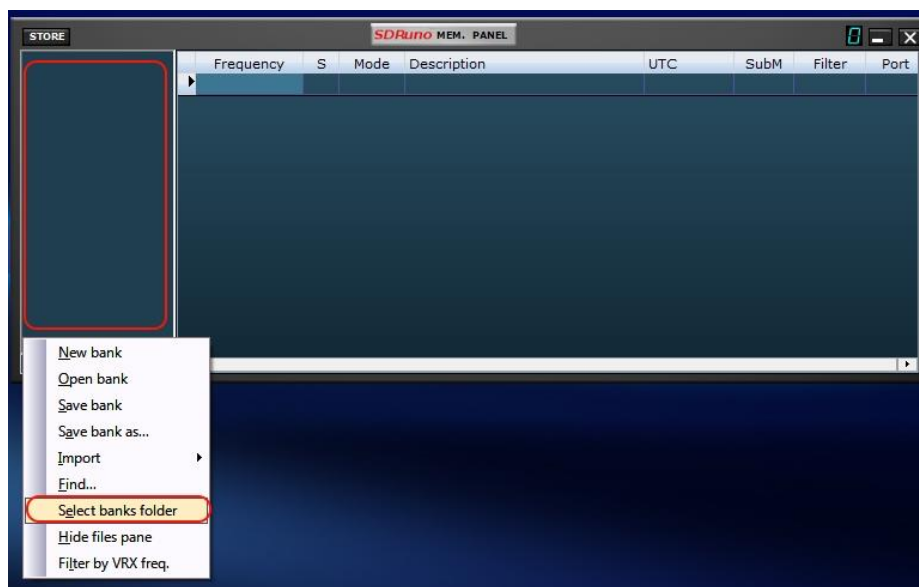 STORE
SDRuno MEM. PANEL
0
Frequency S Mode Description UTC SubM Filter Port
New bank
Open bank
Save bank
Save bank as...
Import
Find...
Select banks folder
Hide files pane
Filter by VRX freq.